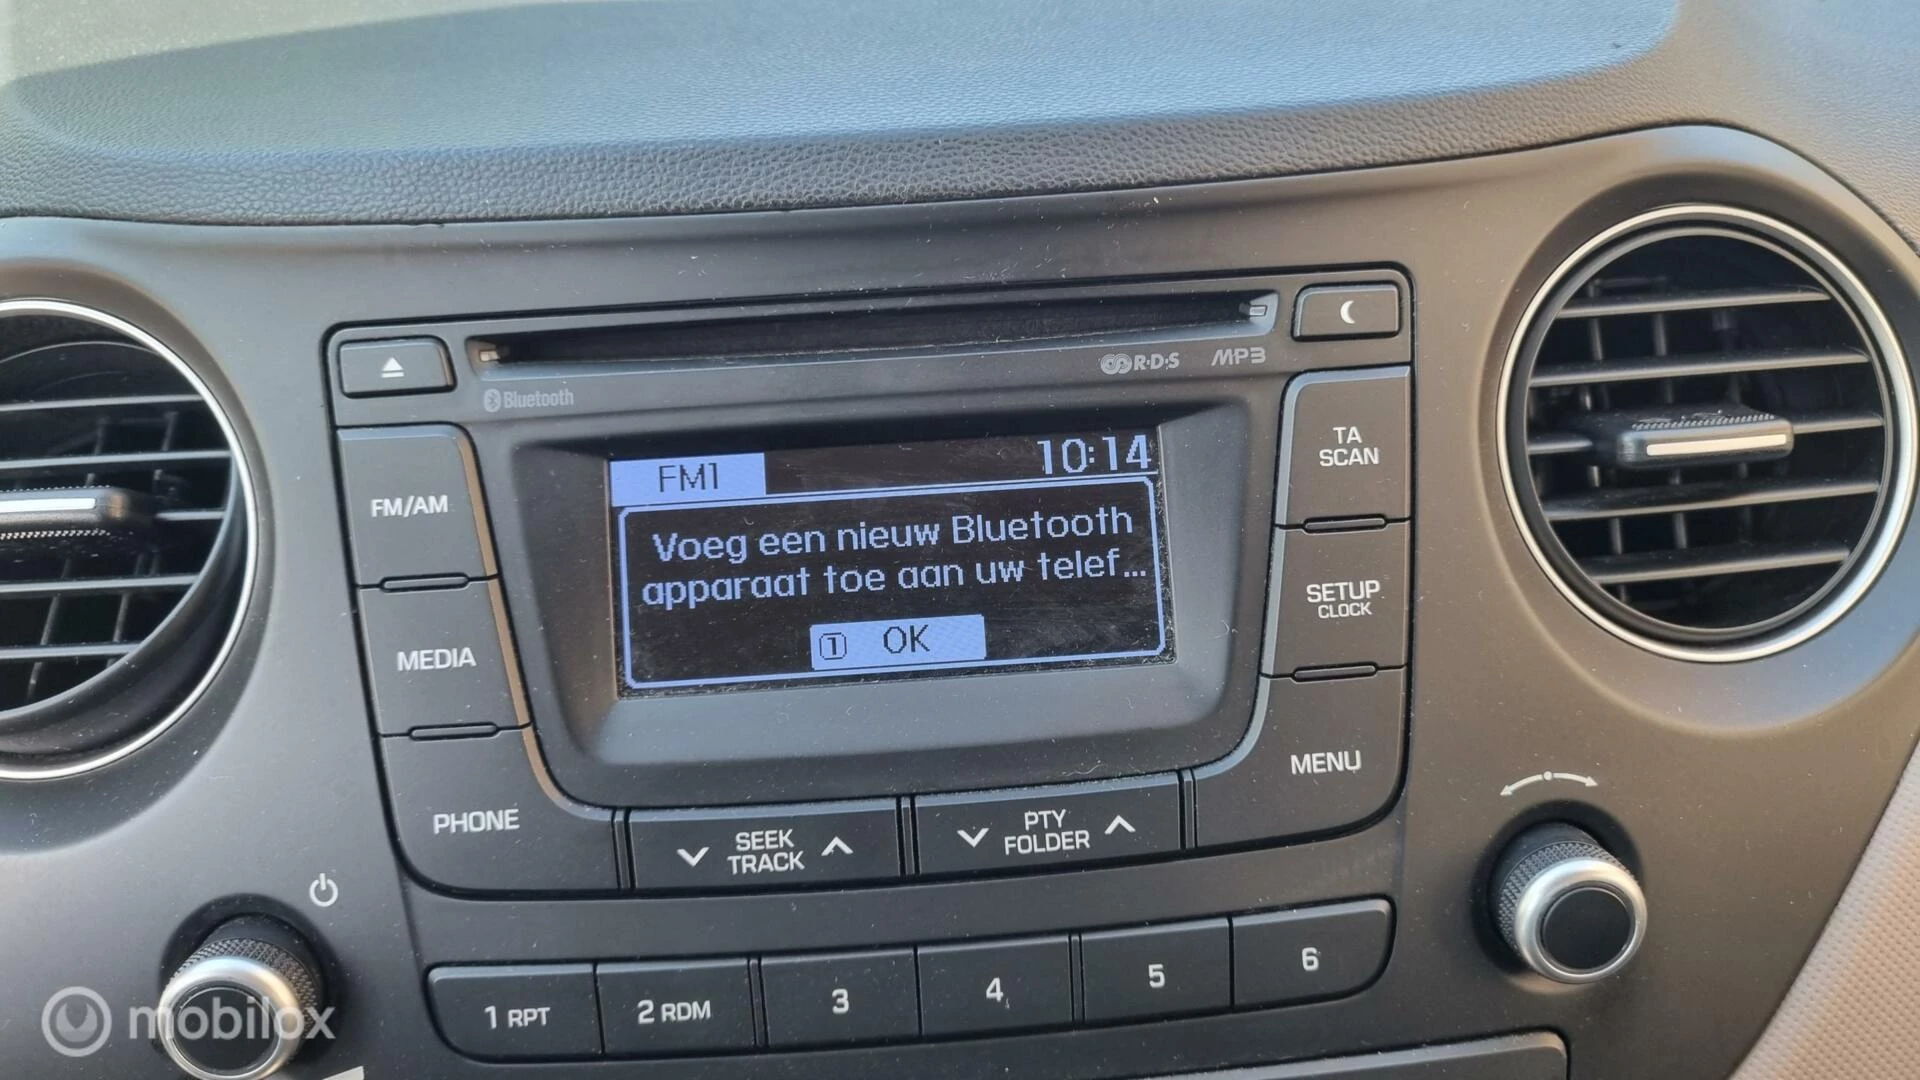 R·D·S MP3
Bluetooth
FM1 10:14
Voeg een nieuw Bluetooth
apparaat toe aan uw telef...
1 OK
FM/AM
MEDIA
PHONE
TA
SCAN
SETUP
CLOCK
MENU
SEEK
TRACK
PTY
FOLDER
1 RPT 2 RDM 3 4 5 6
mobilox